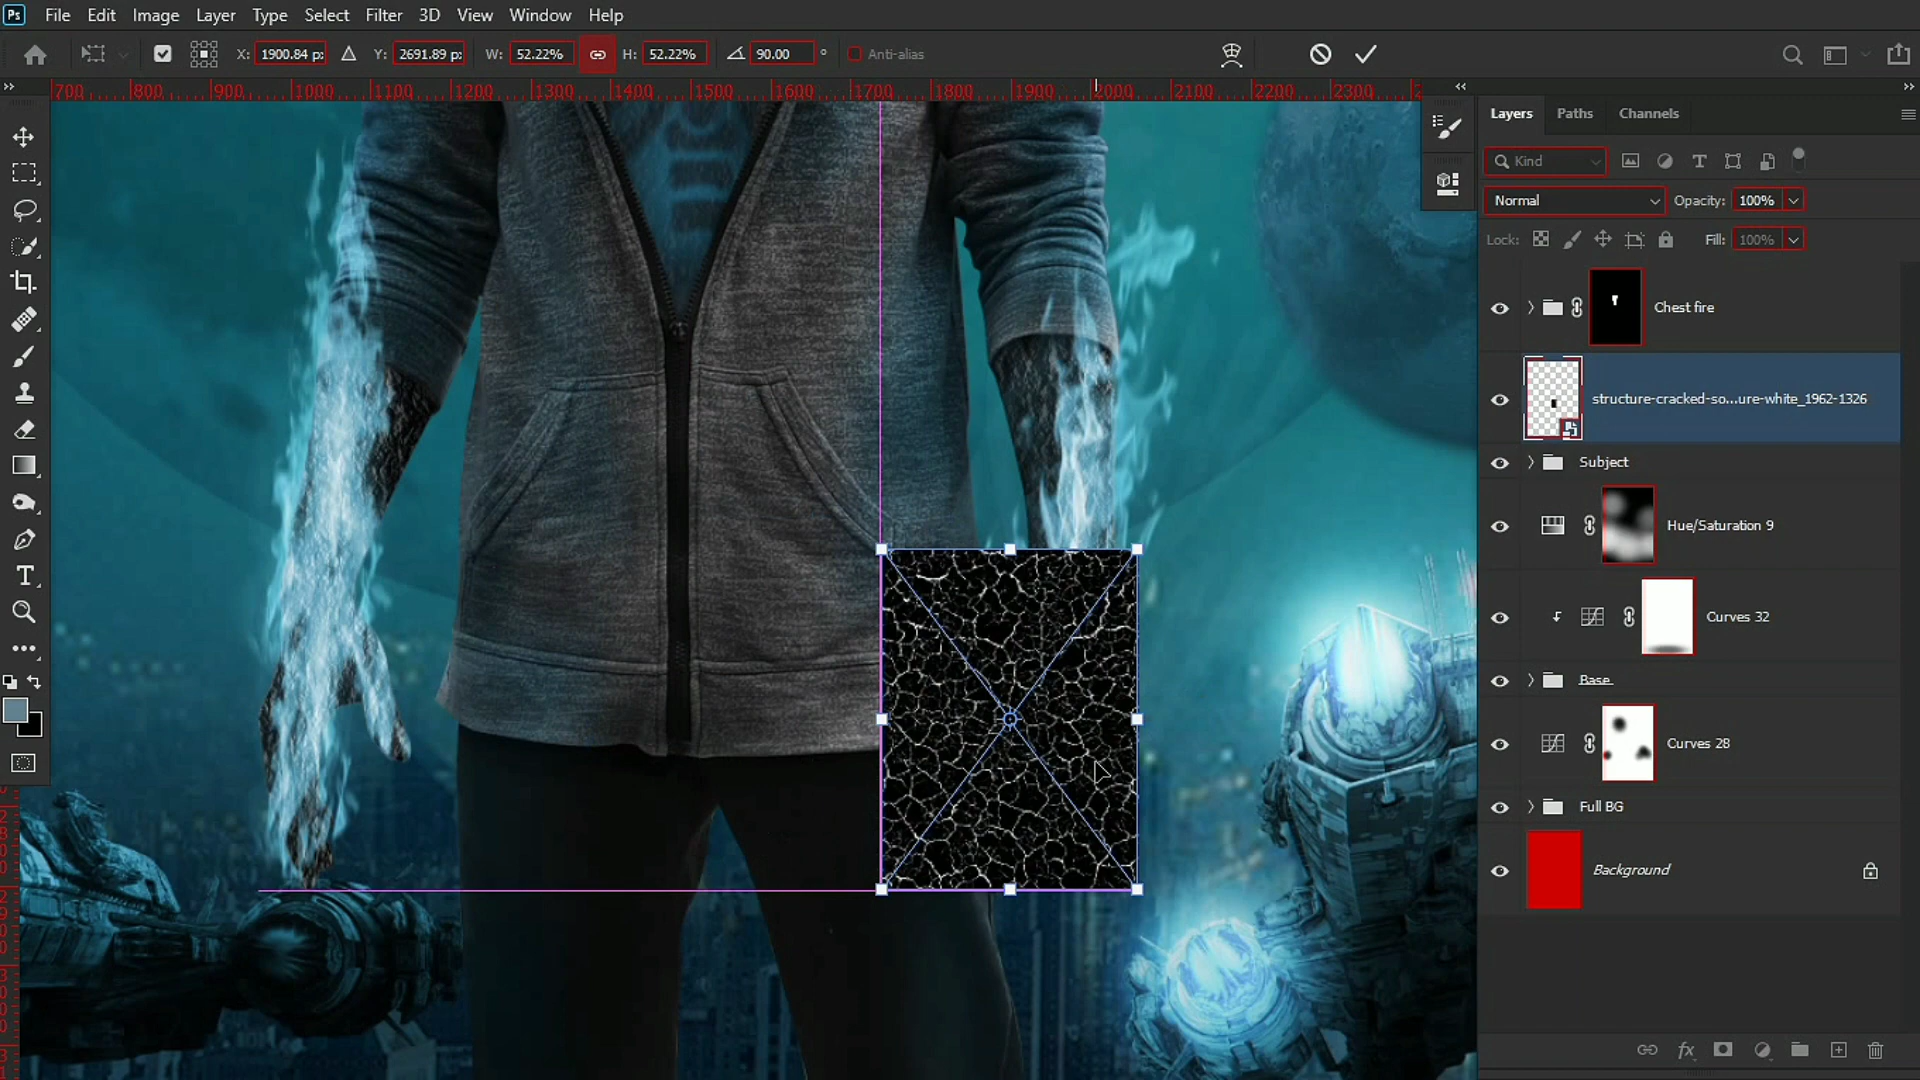 Ps File Edit Image Layer Type Select Filter 3D View Window Help
X: 1900.84 px Y: 2691.89 px W: 52.22% H: 52.22% 90.00 ° Anti-alias
700 800 900 1000 1100 1200 1300 1400 1500 1600 1700 1800 1900 2000 2100 2200 2300
Layers Paths Channels
Kind
Normal Opacity: 100%
Lock: Fill: 100%
Chest fire
structure-cracked-so...ure-white_1962-1326
Subject
Hue/Saturation 9
Curves 32
Base
Curves 28
Full BG
Background